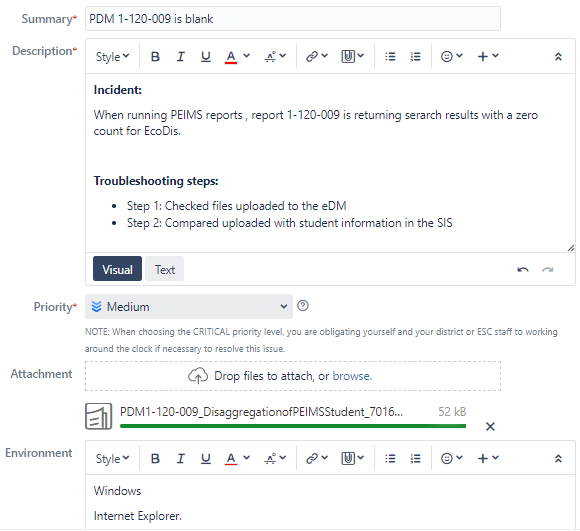 Summary* PDM 1-120-009 is blank
Description* Style B I U A
Incident:
When running PEIMS reports , report 1-120-009 is returning serarch results with a zero
count for EcoDis.
Troubleshooting steps:
• Step 1: Checked files uploaded to the eDM
• Step 2: Compared uploaded with student information in the SIS
Visual Text
Priority* Medium
NOTE: When choosing the CRITICAL priority level, you are obligating yourself and your district or ESC staff to working
around the clock if necessary to resolve this issue.
Attachment Drop files to attach, or browse.
PDM1-120-009_DisaggregationofPEIMSStudent_7016... 52 kB
Environment Style B I U A
Windows
Internet Explorer.